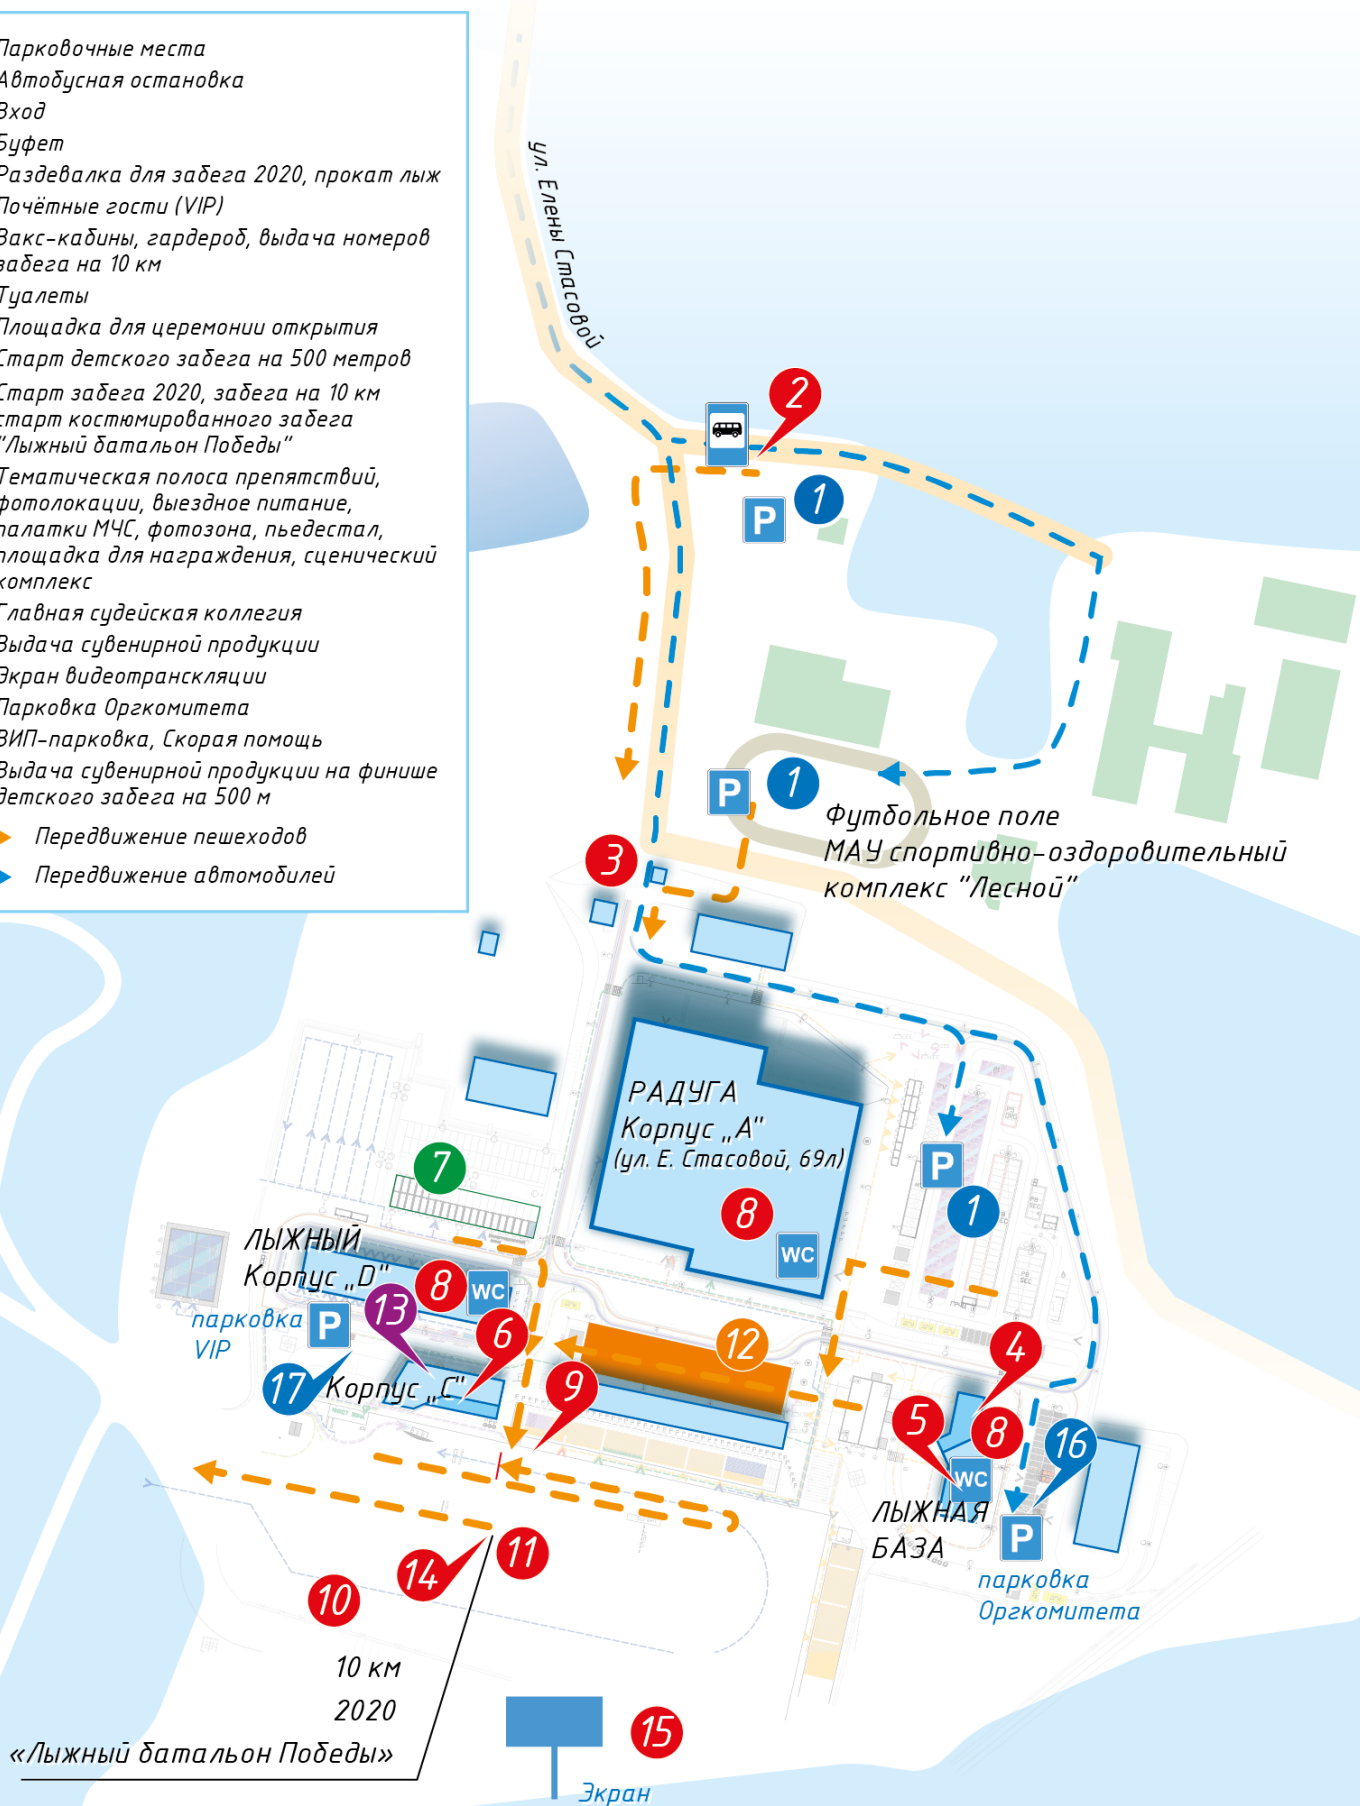 Парковочные места
Автобусная остановка
Вход
Буфет
Раздевалка для забега 2020, прокат лыж
Почётные гости (VIP)
Вакс-кабины, гардероб, выдача номеров
забега на 10 км
Туалеты
Площадка для церемонии открытия
Старт детского забега на 500 метров
Старт забега 2020, забега на 10 км
старт костюмированного забега
"Лыжный батальон Победы"
Тематическая полоса препятствий,
фотолокации, выездное питание,
палатки МЧС, фотозона, пьедестал,
площадка для награждения, сценический
комплекс
Главная судейская коллегия
Выдача сувенирной продукции
Экран видеотрансляции
Парковка Оргкомитета
ВИП-парковка, Скорая помощь
Выдача сувенирной продукции на финише
детского забега на 500 м
Передвижение пешеходов
Передвижение автомобилей
ул. Елены Стасовой
2
1
P
P
1
Футбольное поле
МАУ спортивно-оздоровительный
комплекс "Лесной"
3
РАДУГА
Корпус „А"
(ул. Е. Стасовой, 69л)
8
WC
P
1
7
ЛЫЖНЫЙ
Корпус „D"
8
WC
13
парковка
VIP
P
6
17
Корпус „С"
9
12
4
5
8
WC
16
ЛЫЖНАЯ
БАЗА
P
парковка
Оргкомитета
11
14
10
10 км
2020
«Лыжный батальон Победы»
15
Экран